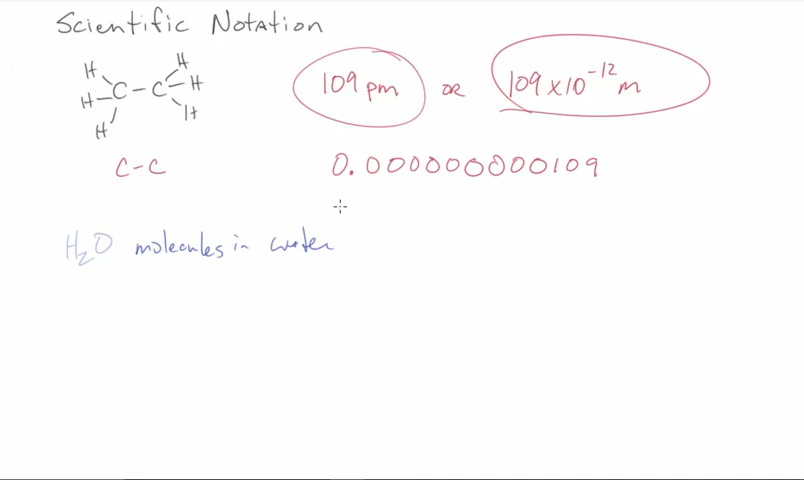 Scientific Notation
H H
C - C - H
H - H
H
109 pm or 109 x 10⁻¹² m
C-C 0.000000000109
H₂O molecules in water